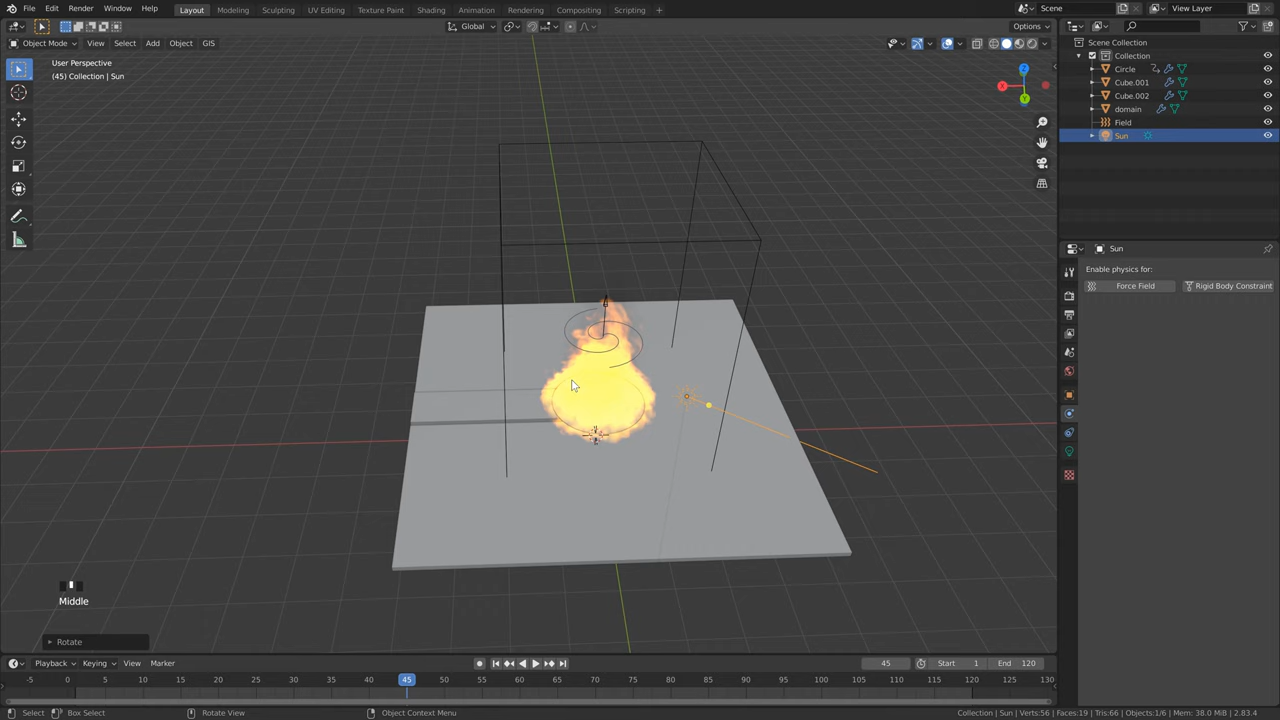 File Edit Render Window Help Layout Modeling Sculpting UV Editing Texture Paint Shading Animation Rendering Compositing Scripting + Scene View Layer
Global Options
Object Mode View Select Add Object GIS
User Perspective
(45) Collection | Sun
Scene Collection
Collection
Circle
Cube.001
Cube.002
domain
Field
Sun
Sun
Enable physics for:
Force Field Rigid Body Constraint
X
Y
Z
Middle
Rotate
Playback Keying View Marker 45 Start 1 End 120
-5 0 5 10 15 20 25 30 35 40 45 50 55 60 65 70 75 80 85 90 95 100 105 110 115 120 125 130
Select Box Select Rotate View Object Context Menu Collection | Sun | Verts:56 | Faces:19 | Tris:66 | Objects:1/6 | Mem: 38.0 MiB | 2.83.4